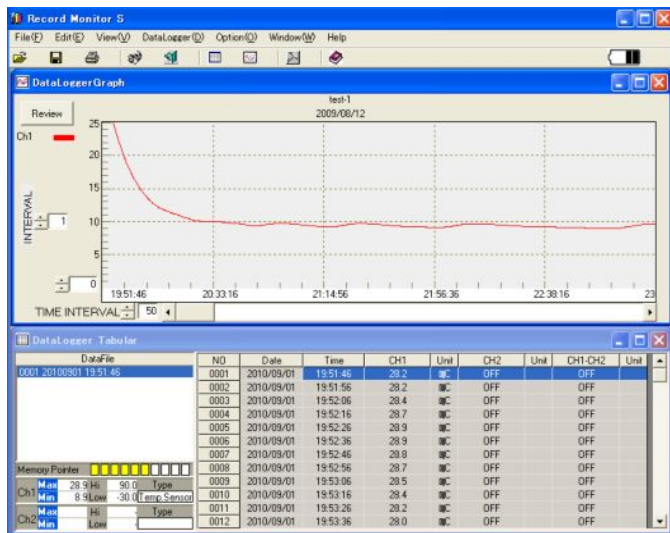 Record Monitor S
File(F) Edit(E) View(V) DataLogger(D) Option(O) Window(W) Help
DataLoggerGraph
test-1
2009/08/12
Review
Ch1
25
20
15
10
5
0
INTERVAL
1
0
19:51:46 20:33:16 21:14:56 21:56:36 22:38:16 23
TIME INTERVAL 50
DataLogger Tabular
DataFile
0001 20100901 19:51:46
NO Date Time CH1 Unit CH2 Unit CH1-CH2 Unit
0001 2010/09/01 19:51:46 28.2 C OFF OFF
0002 2010/09/01 19:51:56 28.2 C OFF OFF
0003 2010/09/01 19:52:06 28.4 C OFF OFF
0004 2010/09/01 19:52:16 28.7 C OFF OFF
0005 2010/09/01 19:52:26 28.9 C OFF OFF
0006 2010/09/01 19:52:36 28.9 C OFF OFF
0007 2010/09/01 19:52:46 28.8 C OFF OFF
0008 2010/09/01 19:52:56 28.7 C OFF OFF
0009 2010/09/01 19:53:06 28.5 C OFF OFF
0010 2010/09/01 19:53:16 28.4 C OFF OFF
0011 2010/09/01 19:53:26 28.2 C OFF OFF
0012 2010/09/01 19:53:36 28.0 C OFF OFF
Memory Pointer
Ch1 Max 28.9 Hi 90.0 Type
Min 8.9 Low -30.0 Temp.Sensor
Ch2 Max Hi Type
Min Low